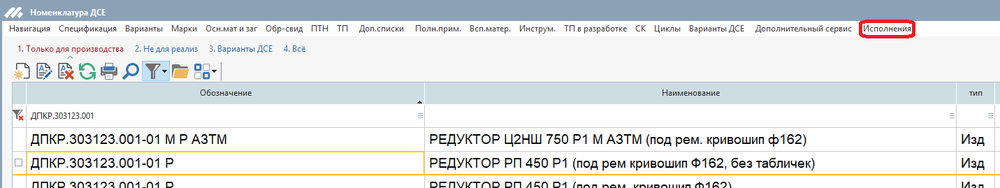 Номенклатура ДСЕ
Навигация Спецификация Варианты Марки Осн.мат и заг Обр-свид ПТН ТП Доп.списки Полн.прим. Всп.матер. Инструм. ТП в разработке СК Циклы Варианты ДСЕ Дополнительный сервис Исполнения
1. Только для производства 2. Не для реализ 3. Варианты ДСЕ 4. Всё
Обозначение Наименование тип
ДПКР.303123.001
ДПКР.303123.001-01 М Р АЗТМ РЕДУКТОР Ц2НШ 750 Р1 М АЗТМ (под рем. кривошип ф162) Изд
ДПКР.303123.001-01 Р РЕДУКТОР РП 450 Р1 (под рем кривошип Ф162, без табличек) Изд
ДПКР.303123.001-01 Р РЕДУКТОР РП 450 Р1 (под рем. кривошип Ф162) Изд